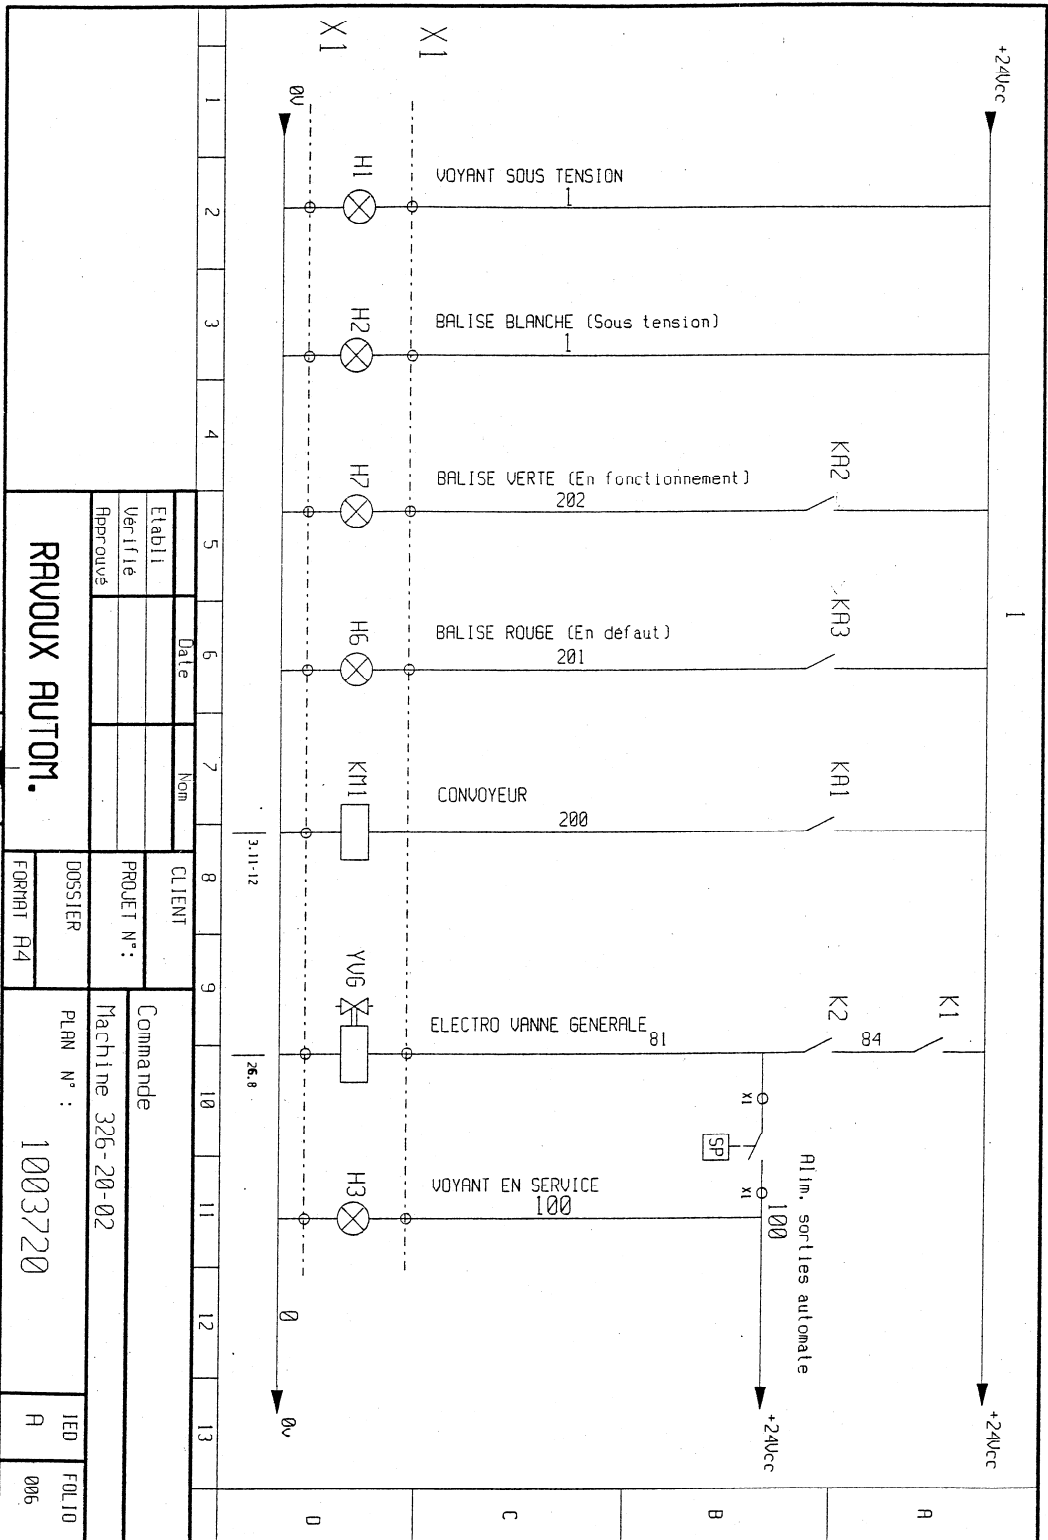 +24Vcc
1
+24Vcc
KA2
KA3
KA1
K2
84
K1
X1
SP
X1
100
Alim. sorties automate
+24Vcc
VOYANT SOUS TENSION
1
BALISE BLANCHE (Sous tension)
1
BALISE VERTE (En fonctionnement)
202
BALISE ROUGE (En défaut)
201
CONVOYEUR
200
ELECTRO VANNE GENERALE
81
VOYANT EN SERVICE
100
X1
H1
H2
H7
H6
KM1
YVG
H3
X1
0V
0
0v
3.11-12
26.8
1 2 3 4 5 6 7 8 9 10 11 12 13
A
B
C
D
Date
Nom
Etabli
Vérifié
Approuvé
RAVOUX AUTOM.
CLIENT
PROJET N°:
DOSSIER
FORMAT A4
Commande
Machine 326-20-02
PLAN N° :
1003720
IED
A
FOLIO
006